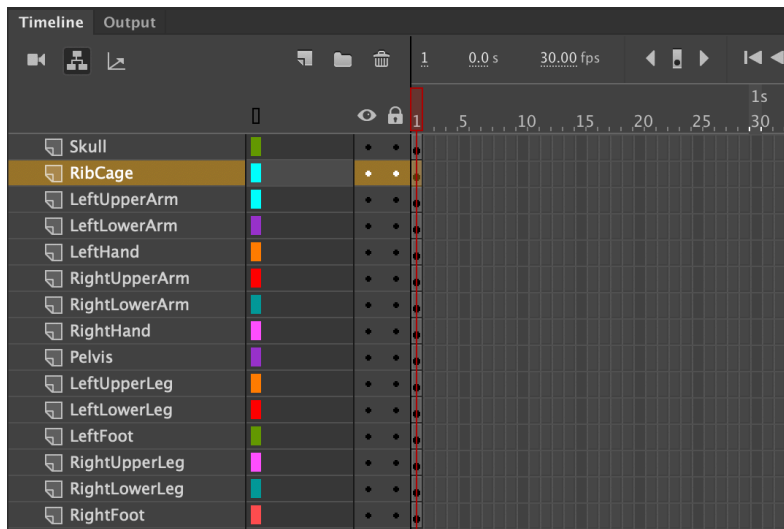 Timeline Output
1 0.0 s 30.00 fps
1s
1 5 10 15 20 25 30
Skull
RibCage
LeftUpperArm
LeftLowerArm
LeftHand
RightUpperArm
RightLowerArm
RightHand
Pelvis
LeftUpperLeg
LeftLowerLeg
LeftFoot
RightUpperLeg
RightLowerLeg
RightFoot